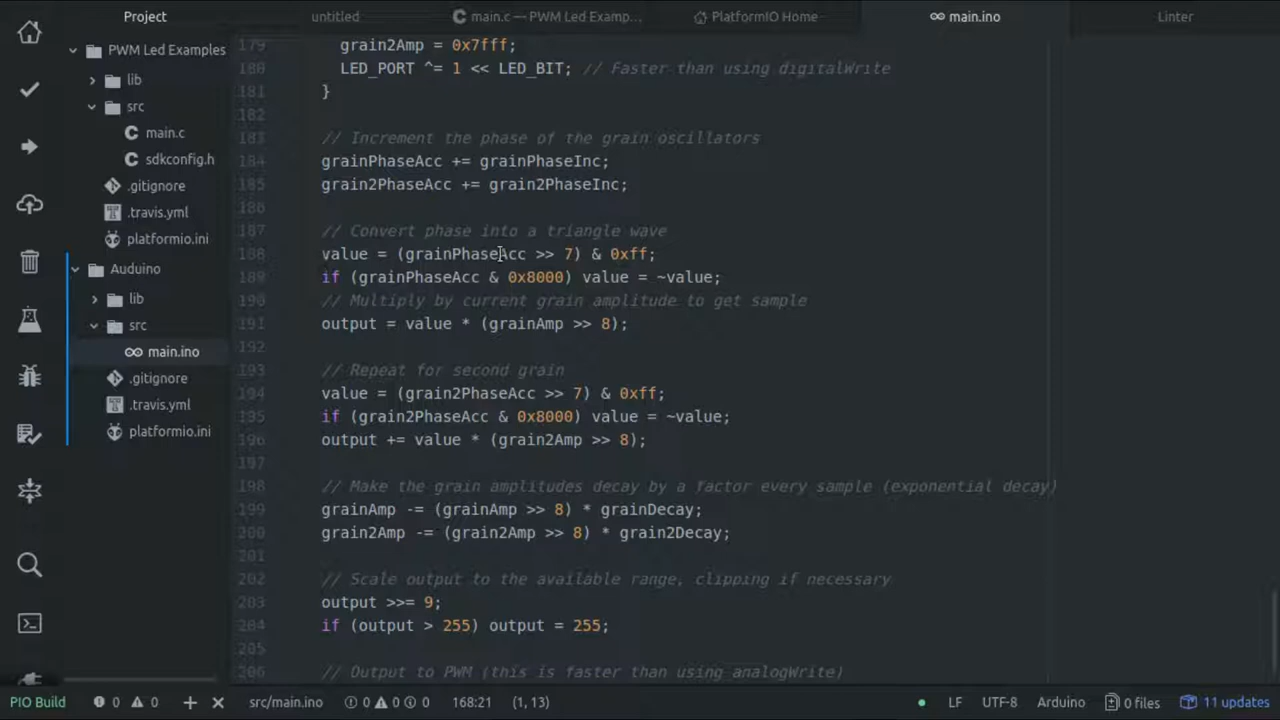 Project
untitled
main.c — PWM Led Examp...
PlatformIO Home
main.ino
Linter
PWM Led Examples
lib
src
main.c
sdkconfig.h
.gitignore
.travis.yml
platformio.ini
Auduino
lib
src
main.ino
.gitignore
.travis.yml
platformio.ini
179 grain2Amp = 0x7fff;
180 LED_PORT ^= 1 << LED_BIT; // Faster than using digitalWrite
181 }
182
183 // Increment the phase of the grain oscillators
184 grainPhaseAcc += grainPhaseInc;
185 grain2PhaseAcc += grain2PhaseInc;
186
187 // Convert phase into a triangle wave
188 value = (grainPhaseAcc >> 7) & 0xff;
189 if (grainPhaseAcc & 0x8000) value = ~value;
190 // Multiply by current grain amplitude to get sample
191 output = value * (grainAmp >> 8);
192
193 // Repeat for second grain
194 value = (grain2PhaseAcc >> 7) & 0xff;
195 if (grain2PhaseAcc & 0x8000) value = ~value;
196 output += value * (grain2Amp >> 8);
197
198 // Make the grain amplitudes decay by a factor every sample (exponential decay)
199 grainAmp -= (grainAmp >> 8) * grainDecay;
200 grain2Amp -= (grain2Amp >> 8) * grain2Decay;
201
202 // Scale output to the available range, clipping if necessary
203 output >>= 9;
204 if (output > 255) output = 255;
205
206 // Output to PWM (this is faster than using analogWrite)
PIO Build
0 0
src/main.ino
0 0 0
168:21
(1, 13)
LF
UTF-8
Arduino
0 files
11 updates